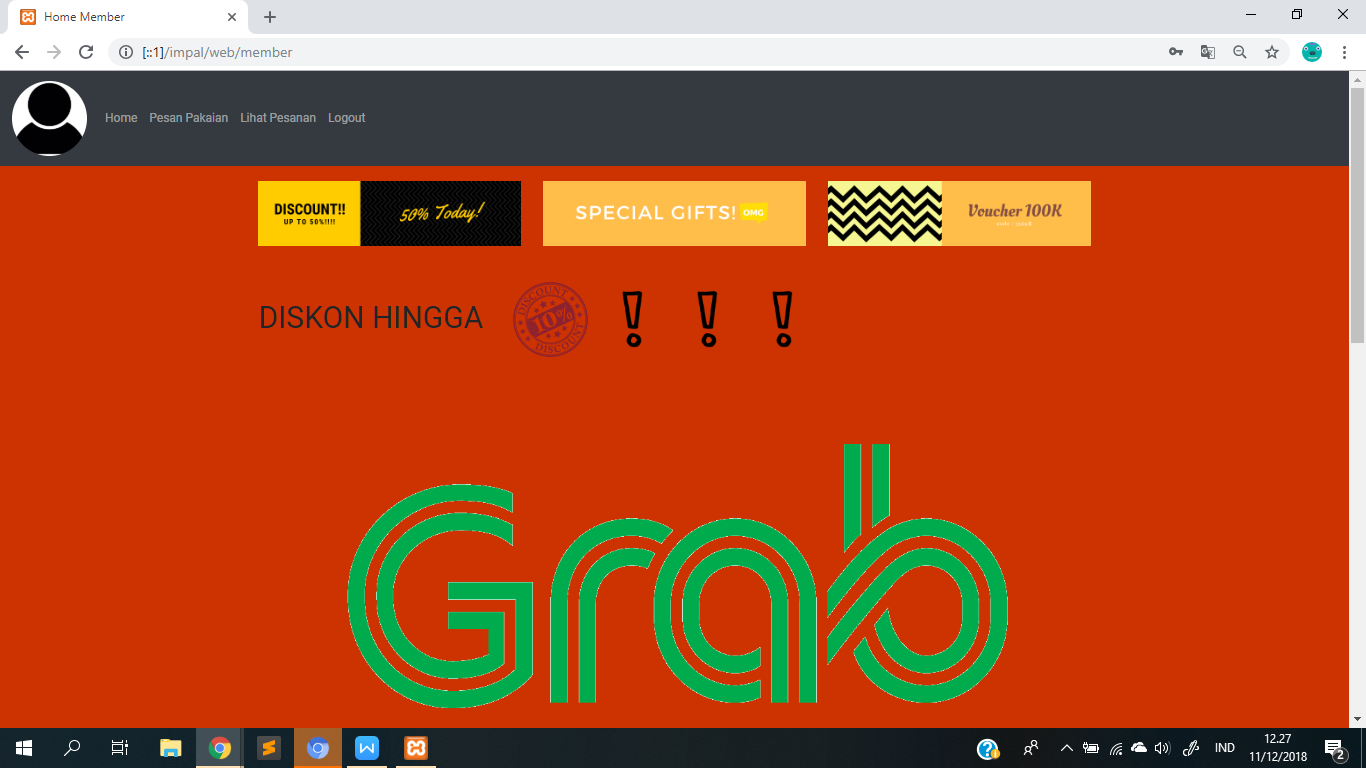 Home Member
[::1]/impal/web/member
Home Pesan Pakaian Lihat Pesanan Logout
DISCOUNT!!
UP TO 50%!!!!
50% Today!
SPECIAL GIFTS! OMG
Voucher 100K
DISKON HINGGA
DISCOUNT
10%
DISCOUNT
! ! !
Grab
IND
12.27
11/12/2018
2